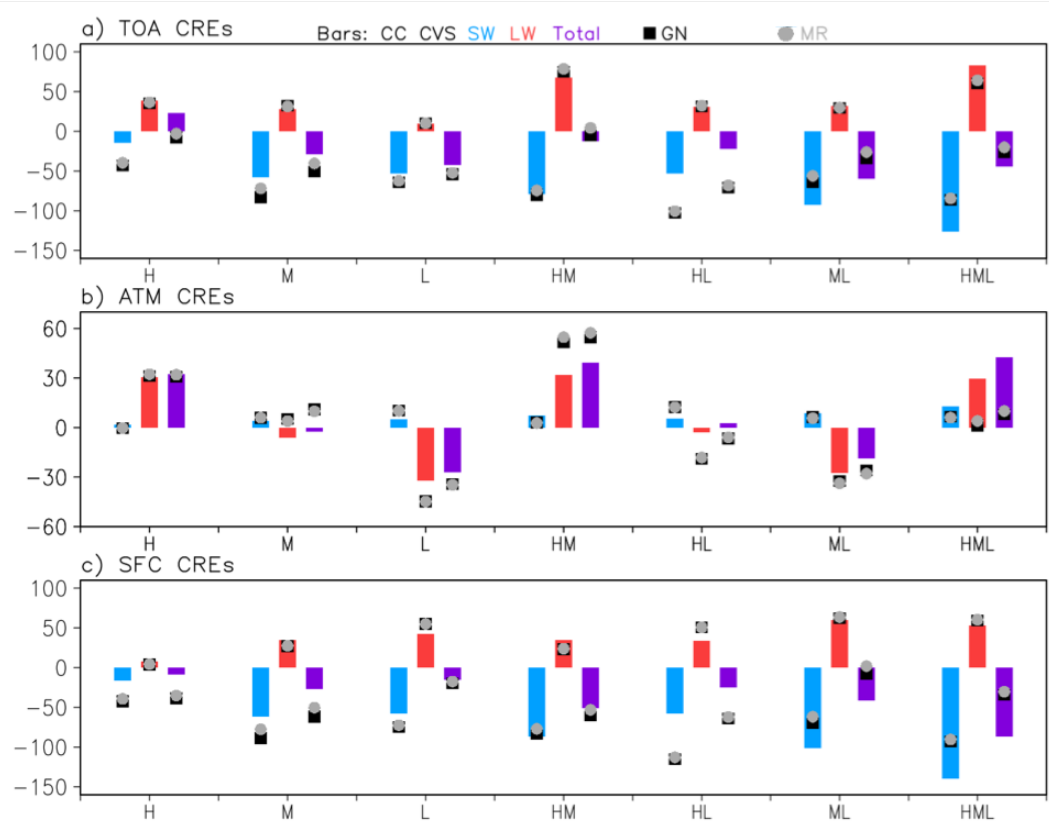 a) TOA CREs Bars: CC CVS SW LW Total GN MR
100
50
0
−50
−100
−150
H M L HM HL ML HML
b) ATM CREs
60
30
0
−30
−60
H M L HM HL ML HML
c) SFC CREs
100
50
0
−50
−100
−150
H M L HM HL ML HML